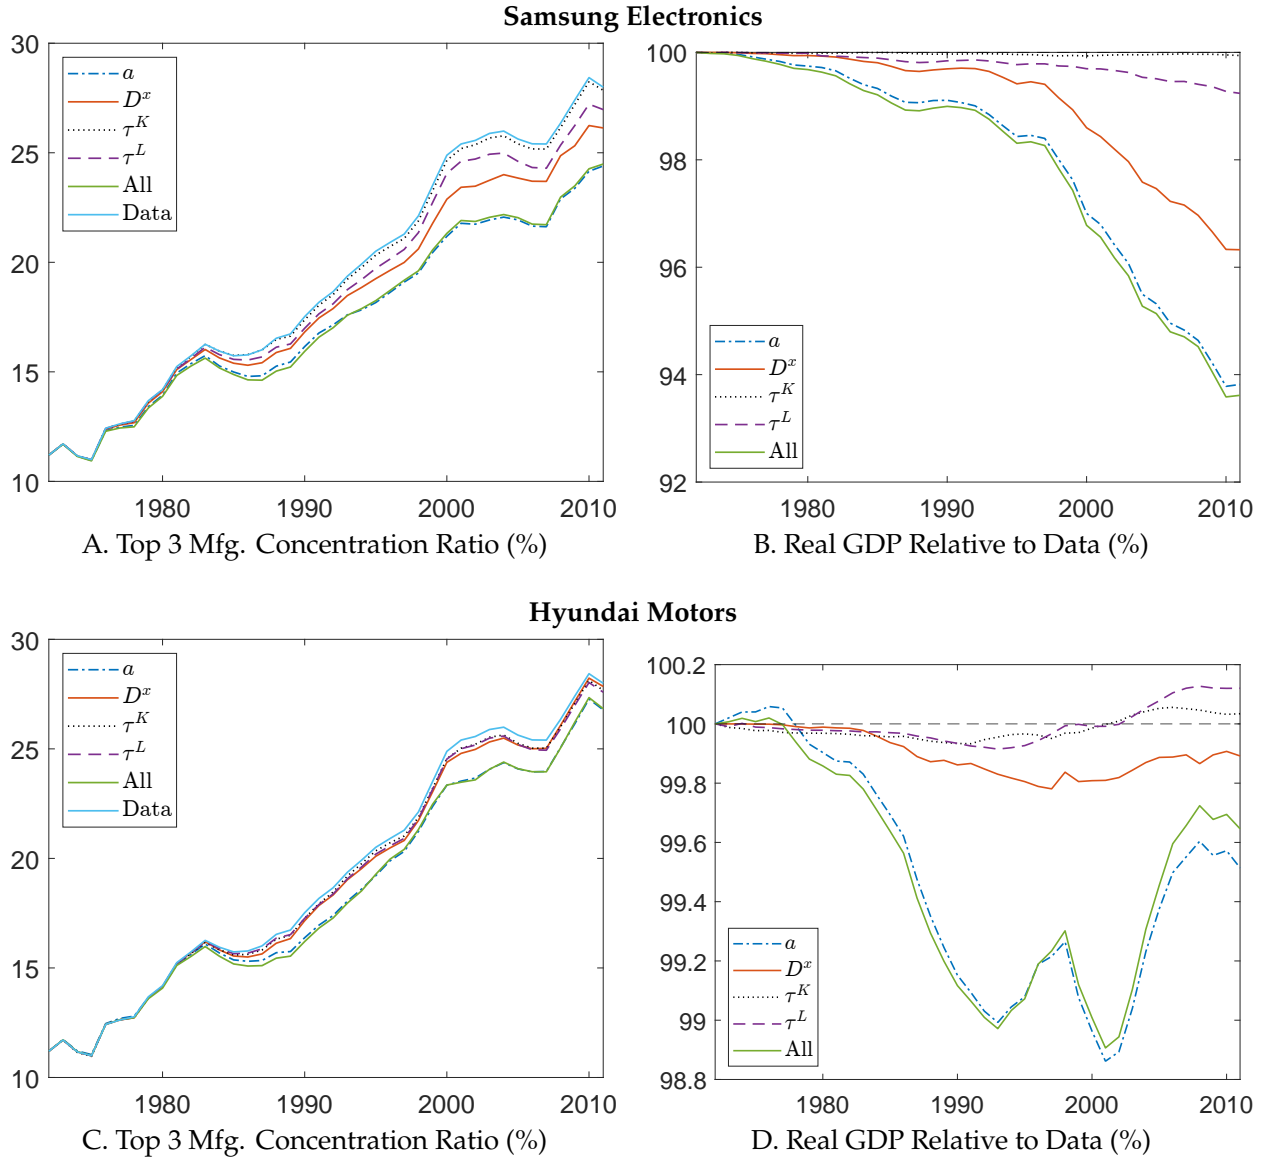 Samsung Electronics
30
25
20
15
10
a
D^x
τ^K
τ^L
All
Data
1980 1990 2000 2010
A. Top 3 Mfg. Concentration Ratio (%)
100
98
96
94
92
a
D^x
τ^K
τ^L
All
1980 1990 2000 2010
B. Real GDP Relative to Data (%)
Hyundai Motors
30
25
20
15
10
a
D^x
τ^K
τ^L
All
Data
1980 1990 2000 2010
C. Top 3 Mfg. Concentration Ratio (%)
100.2
100
99.8
99.6
99.4
99.2
99
98.8
a
D^x
τ^K
τ^L
All
1980 1990 2000 2010
D. Real GDP Relative to Data (%)